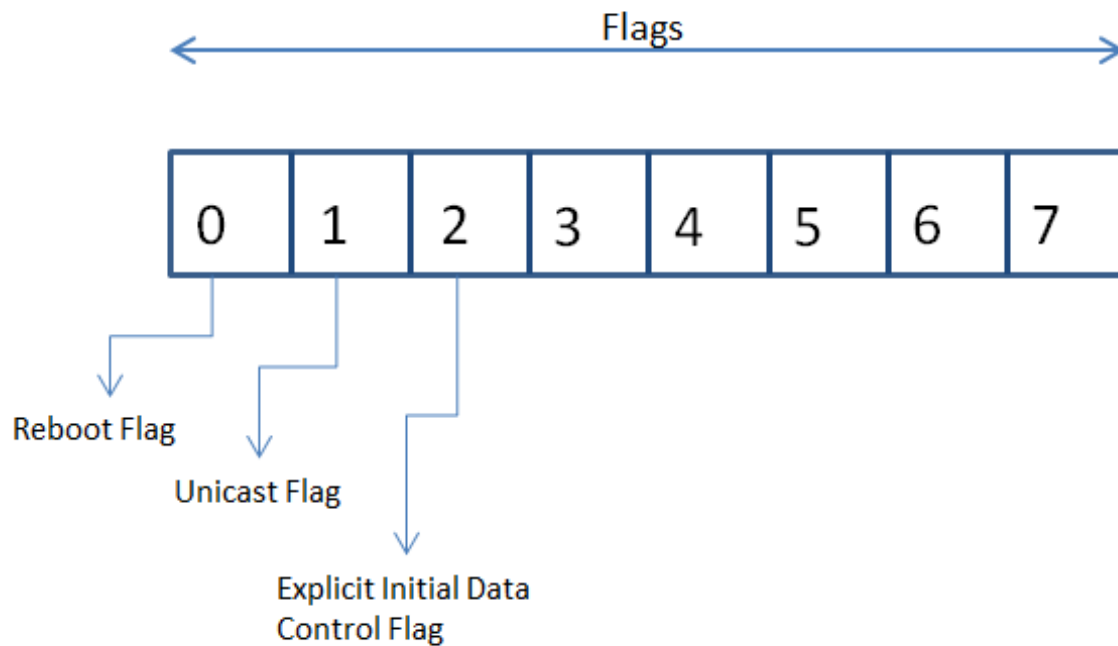 Flags
0 1 2 3 4 5 6 7
Reboot Flag
Unicast Flag
Explicit Initial Data
Control Flag